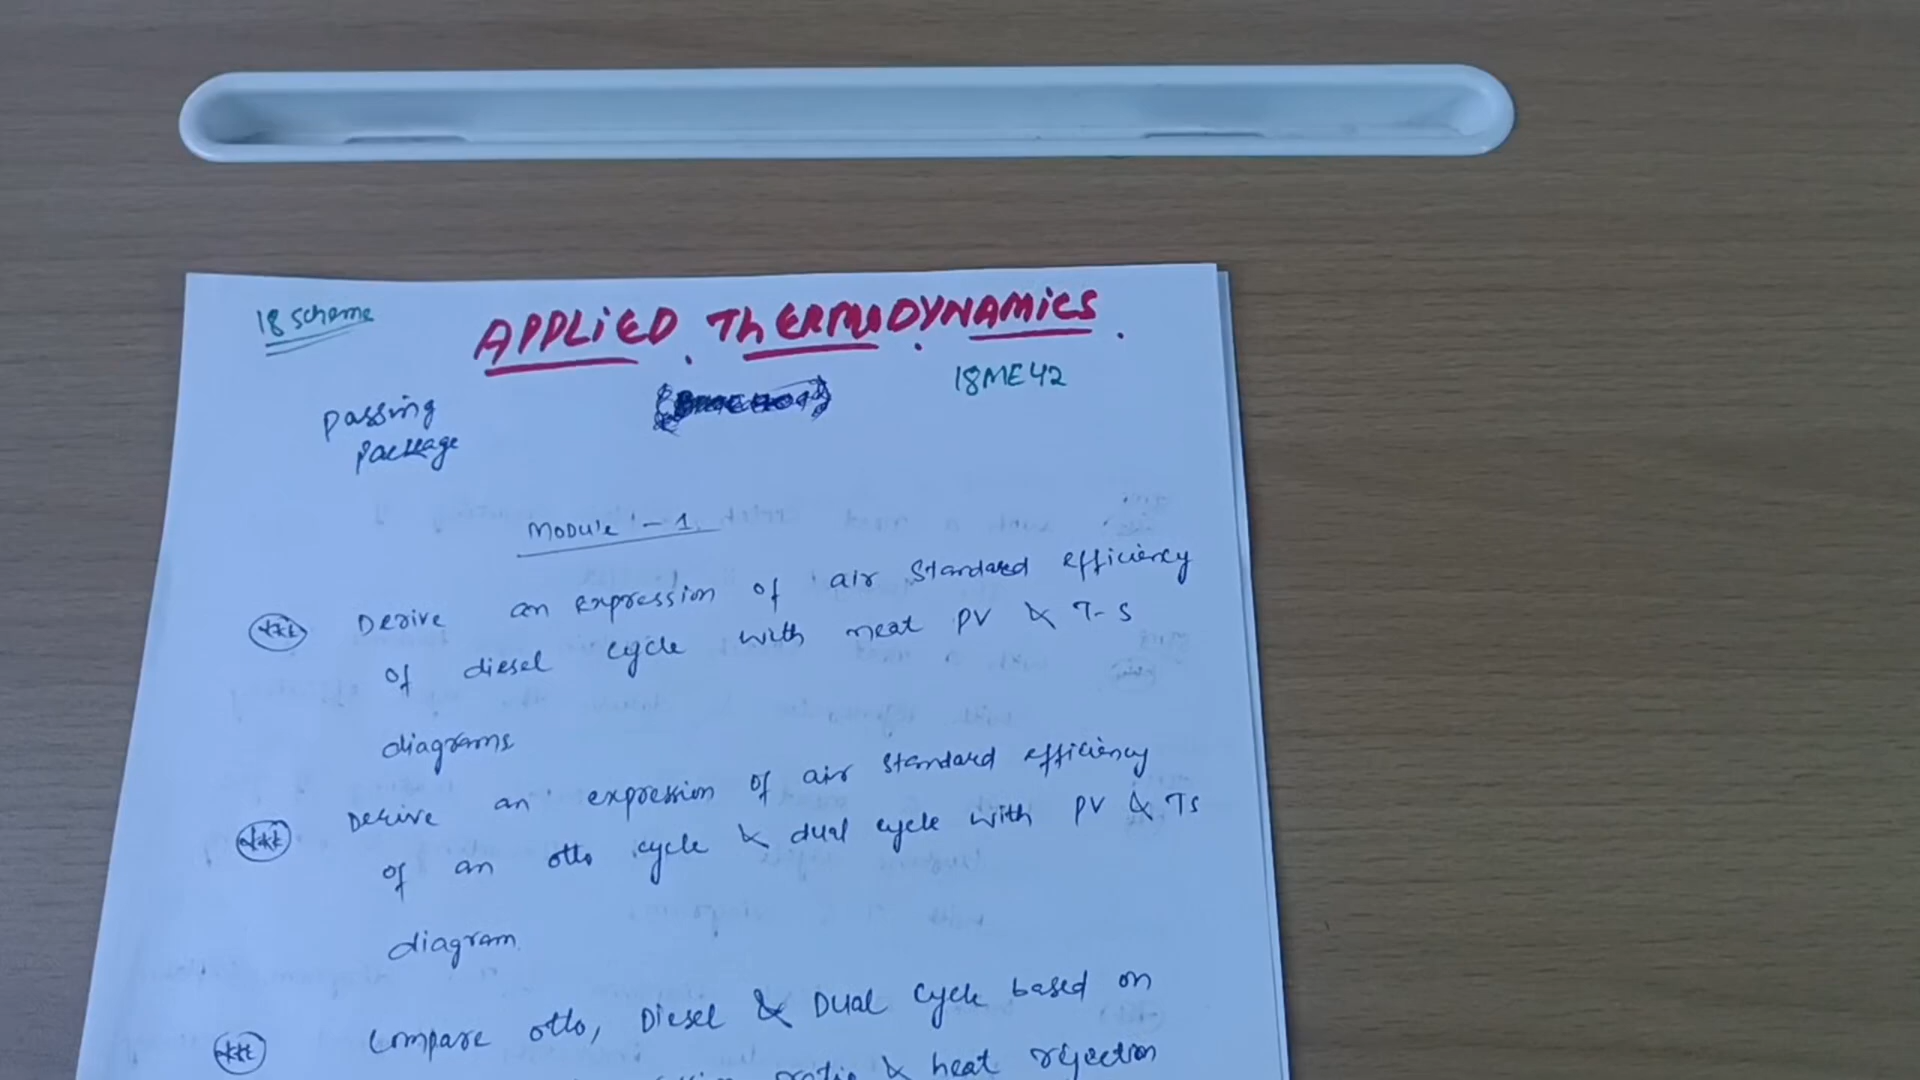 18 scheme
APPLIED THERMODYNAMICS.
18ME42
Passing
Package
Module - 1
*** Derive an expression of air standard efficiency
of diesel cycle with neat PV & T-S
diagrams
*** Derive an expression of air standard efficiency
of an otto cycle & dual cycle with PV & Ts
diagram.
Compare otto, Diesel & Dual Cycle based on
ratio & heat rejection